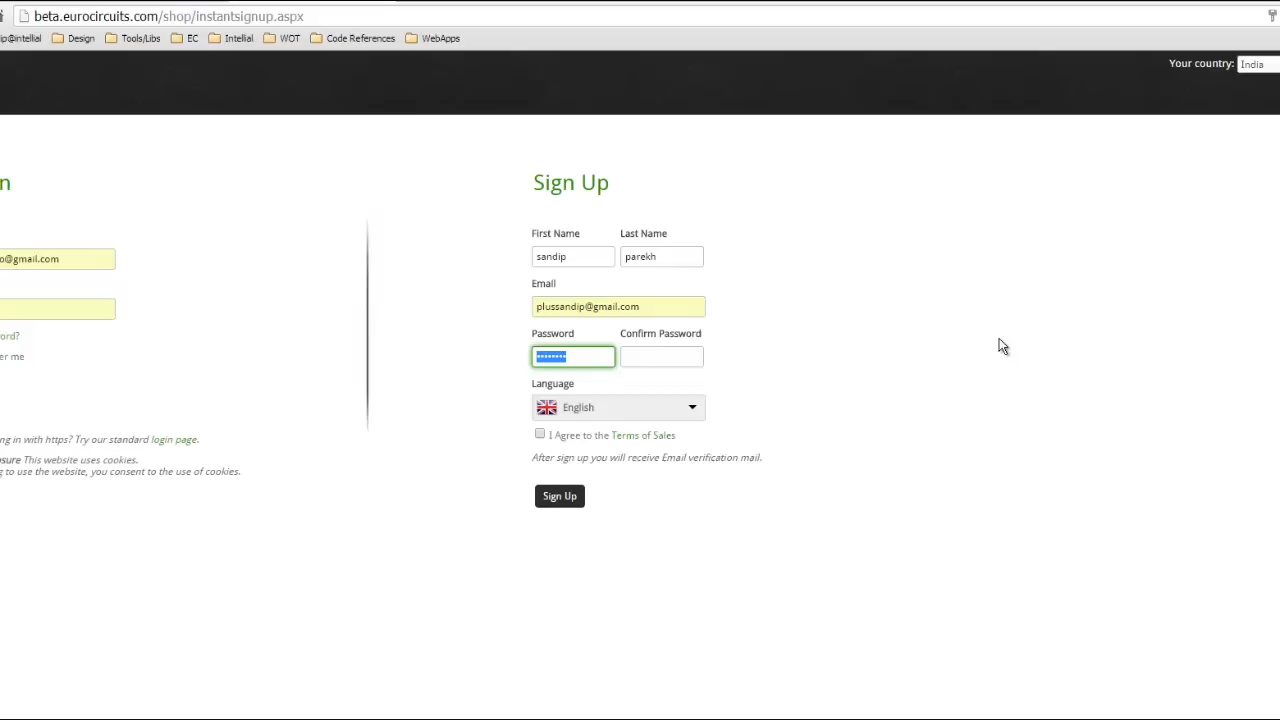 beta.eurocircuits.com/shop/instantsignup.aspx
ip@intellial Design Tools/Libs EC Intellial WOT Code References WebApps
Your country: India
n
Sign Up
First Name Last Name
sandip parekh
o@gmail.com
Email
plussandip@gmail.com
Password Confirm Password
••••••••
ord?
er me
Language
English
I Agree to the Terms of Sales
ng in with https? Try our standard login page.
After sign up you will receive Email verification mail.
osure This website uses cookies.
g to use the website, you consent to the use of cookies.
Sign Up